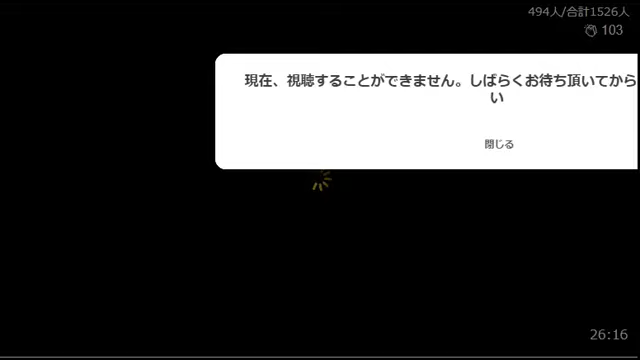 494人/合計1526人
103
現在、視聴することができません。しばらくお待ち頂いてから
い
閉じる
26:16